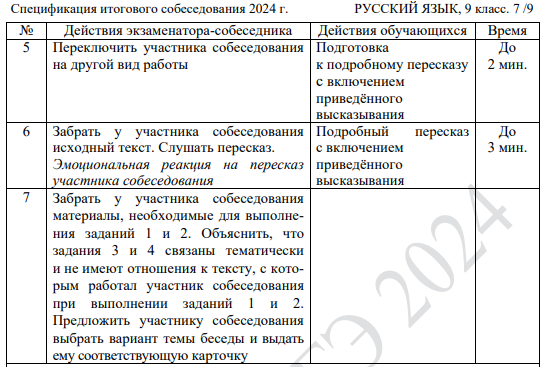 Спецификация итогового собеседования 2024 г. РУССКИЙ ЯЗЫК, 9 класс. 7 /9
№ Действия экзаменатора-собеседника Действия обучающихся Время
5 Переключить участника собеседования на другой вид работы
Подготовка
к подробному пересказу
с включением
приведённого
высказывания
До
2 мин.
6 Забрать у участника собеседования
исходный текст. Слушать пересказ.
Эмоциональная реакция на пересказ
участника собеседования
Подробный пересказ
с включением
приведённого
высказывания
До
3 мин.
7 Забрать у участника собеседования
материалы, необходимые для выполне-
ния заданий 1 и 2. Объяснить, что
задания 3 и 4 связаны тематически
и не имеют отношения к тексту, с кото-
рым работал участник собеседования
при выполнении заданий 1 и 2.
Предложить участнику собеседования
выбрать вариант темы беседы и выдать
ему соответствующую карточку
2024